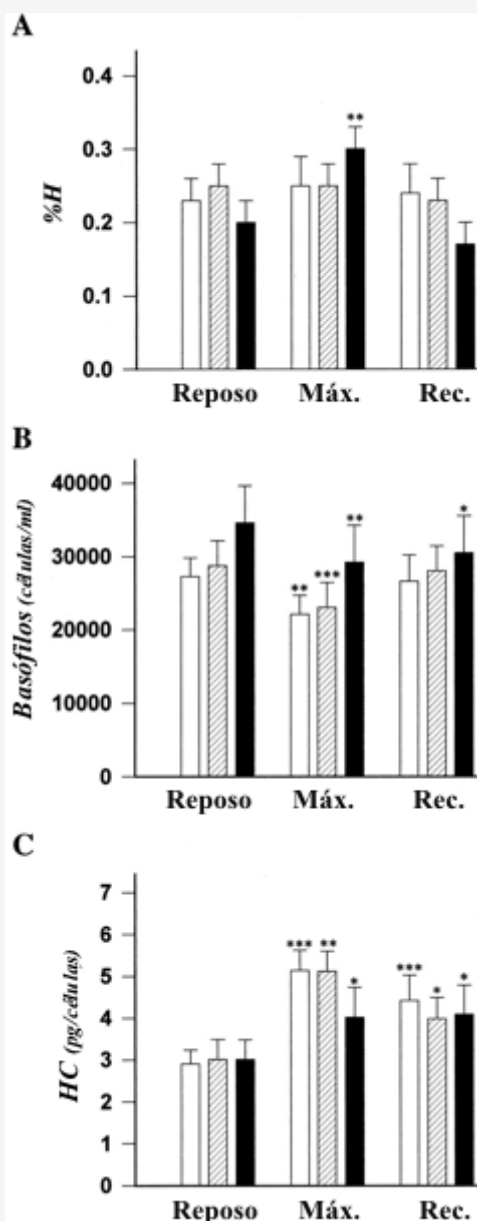 A
%H
0.4
0.3
0.2
0.1
0.0
**
Reposo Máx. Rec.
B
Basófilos (células/ml)
40000
30000
20000
10000
0
** *** ** *
Reposo Máx. Rec.
C
HC (pg/células)
7
6
5
4
3
2
1
0
*** ** * *** * *
Reposo Máx. Rec.